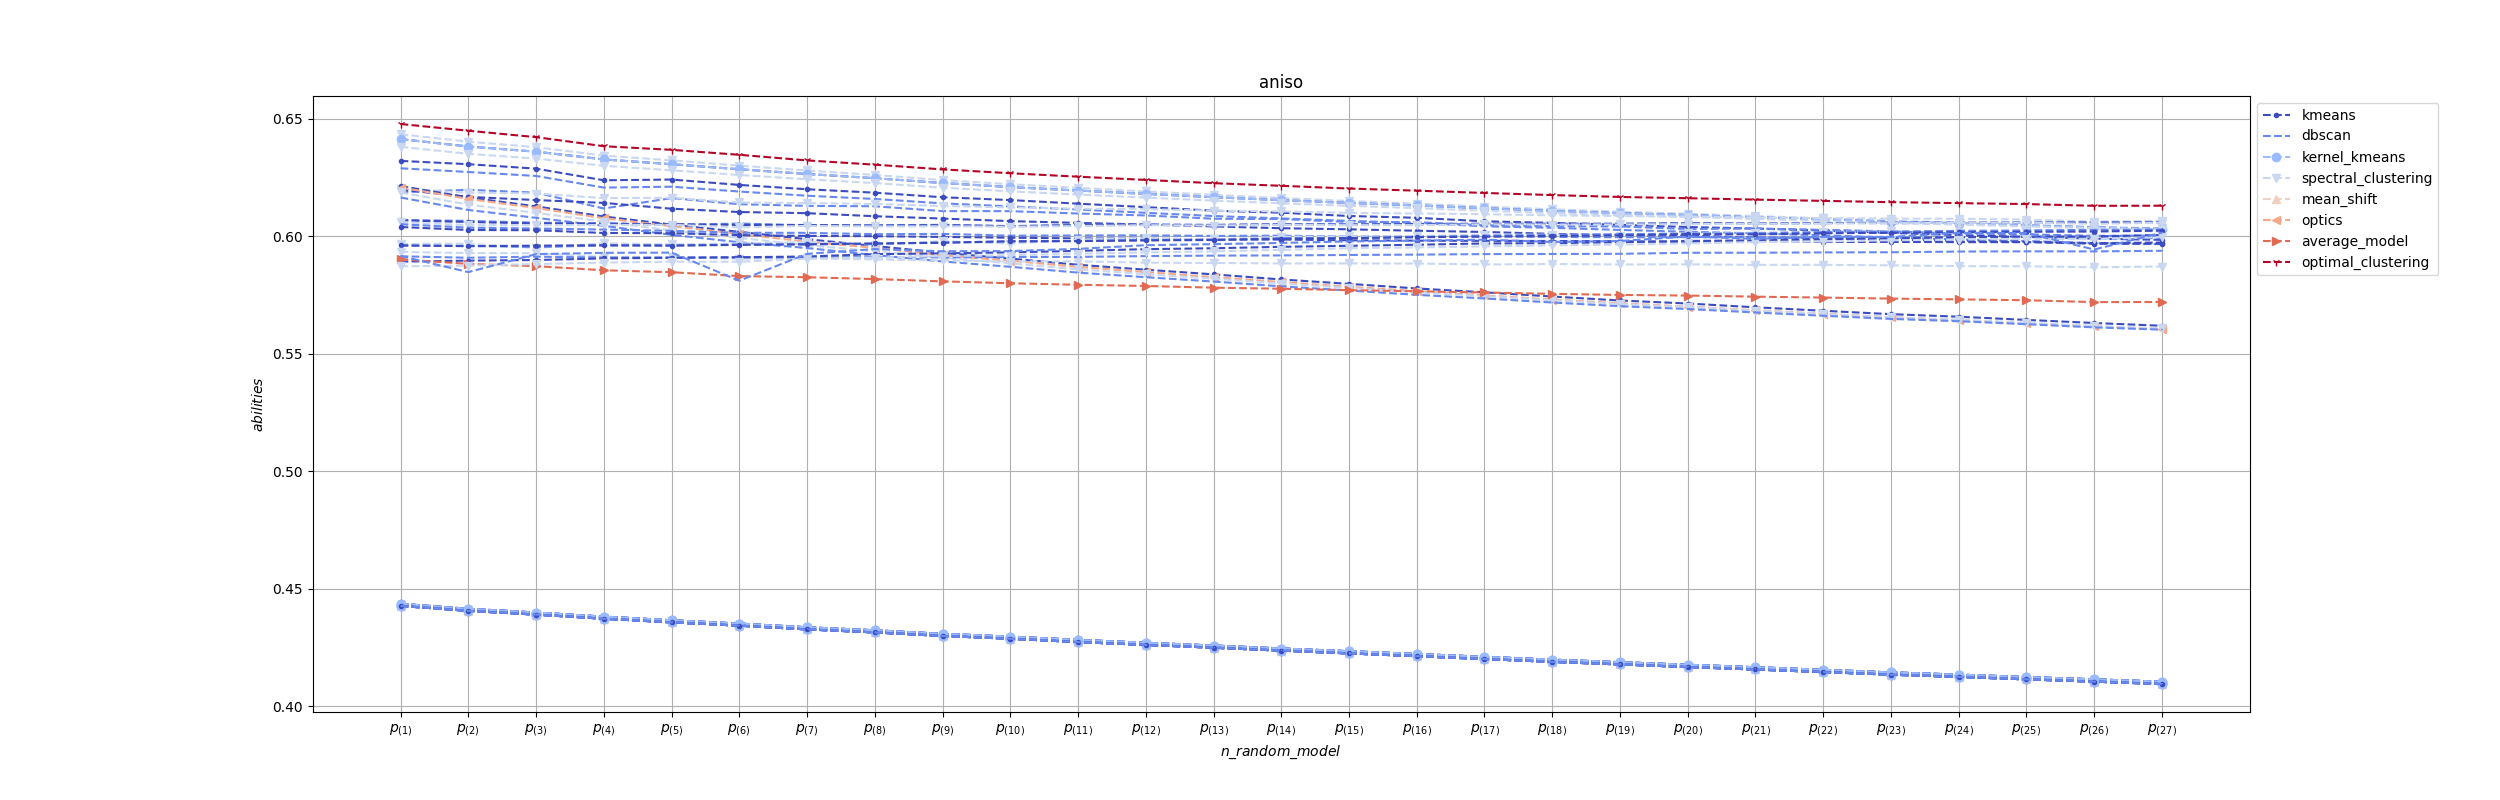 aniso
0.65
0.60
0.55
0.50
0.45
0.40
abilities
p(1) p(2) p(3) p(4) p(5) p(6) p(7) p(8) p(9) p(10) p(11) p(12) p(13) p(14) p(15) p(16) p(17) p(18) p(19) p(20) p(21) p(22) p(23) p(24) p(25) p(26) p(27)
n_random_model
kmeans
dbscan
kernel_kmeans
spectral_clustering
mean_shift
optics
average_model
optimal_clustering